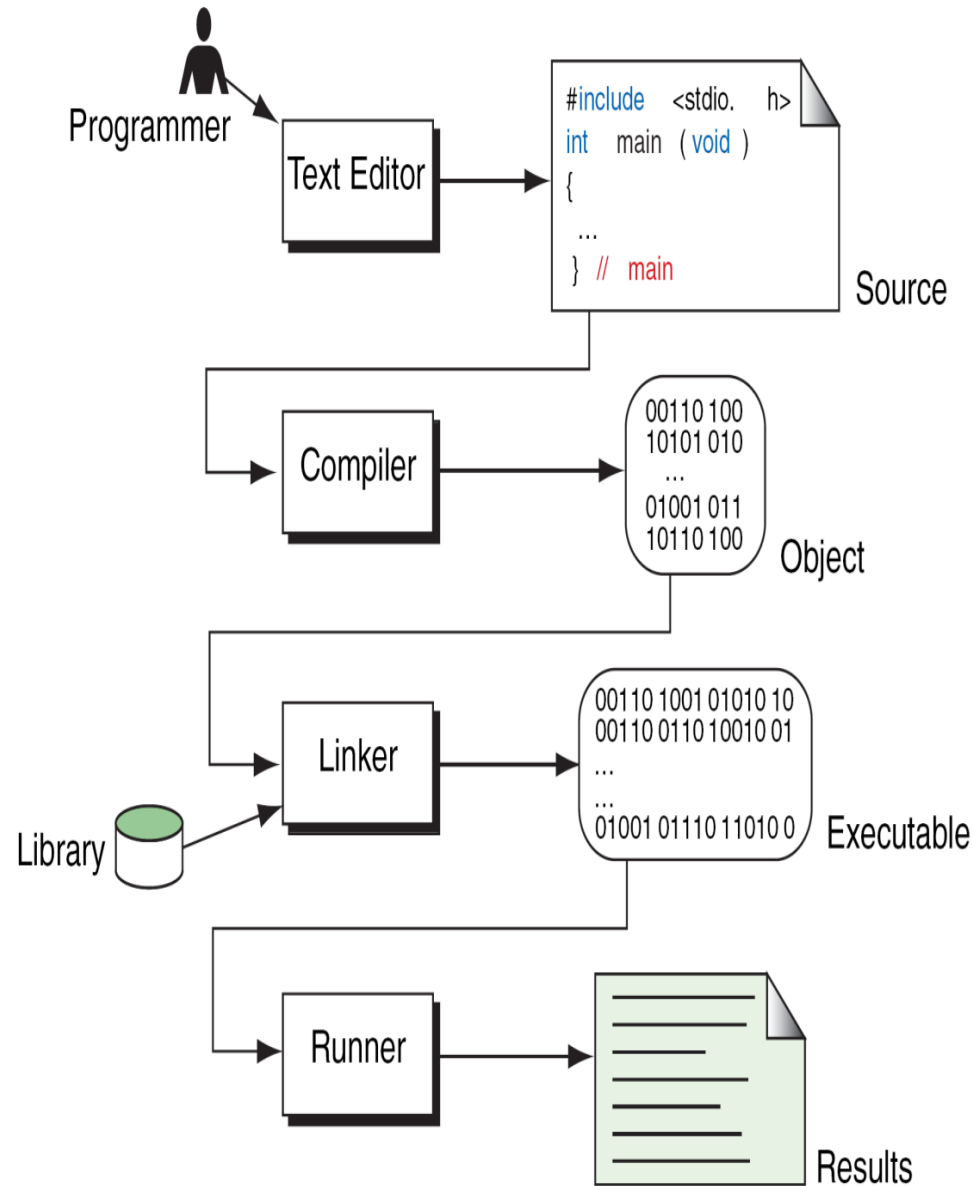 Programmer
Text Editor
#include <stdio. h>
int main ( void )
{
...
} // main
Source
Compiler
00110 100
10101 010
...
01001 011
10110 100
Object
Linker
Library
00110 1001 01010 10
00110 0110 10010 01
...
...
01001 01110 11010 0
Executable
Runner
Results